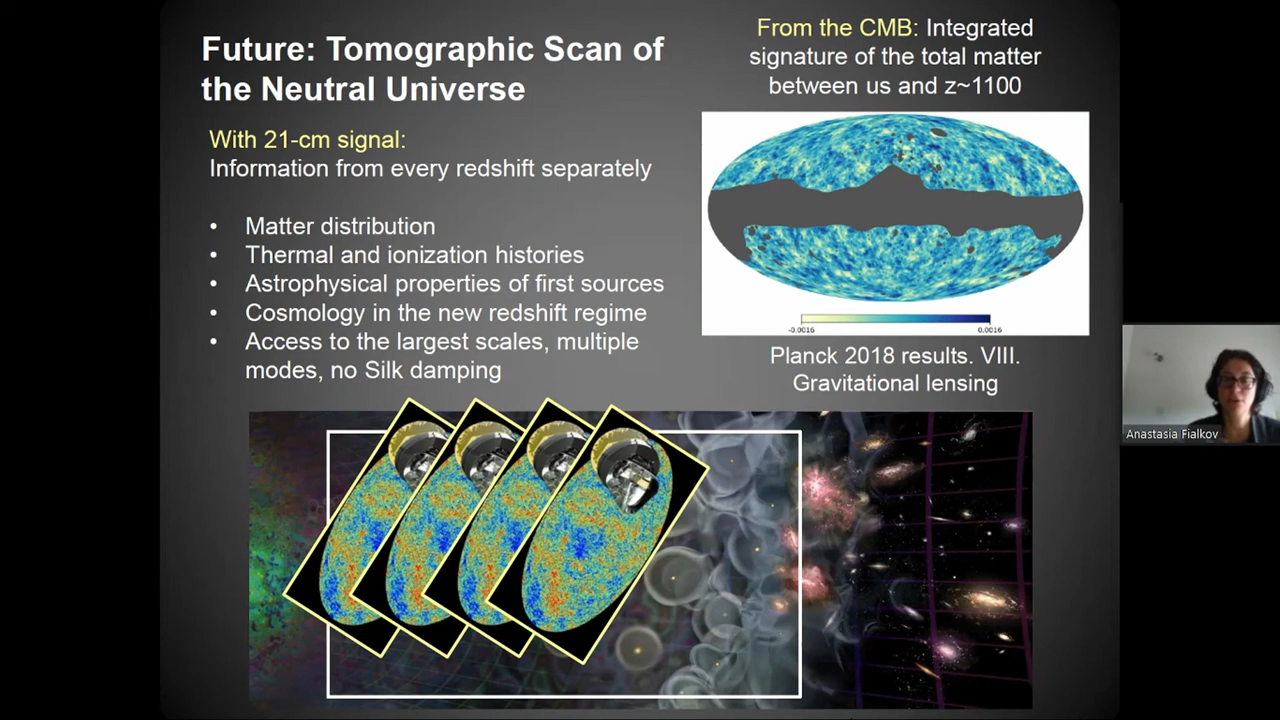 Future: Tomographic Scan of
the Neutral Universe
With 21-cm signal:
Information from every redshift separately
• Matter distribution
• Thermal and ionization histories
• Astrophysical properties of first sources
• Cosmology in the new redshift regime
• Access to the largest scales, multiple
modes, no Silk damping
From the CMB: Integrated
signature of the total matter
between us and z~1100
-0.0016 0.0016
Planck 2018 results. VIII.
Gravitational lensing
Anastasia Fialkov